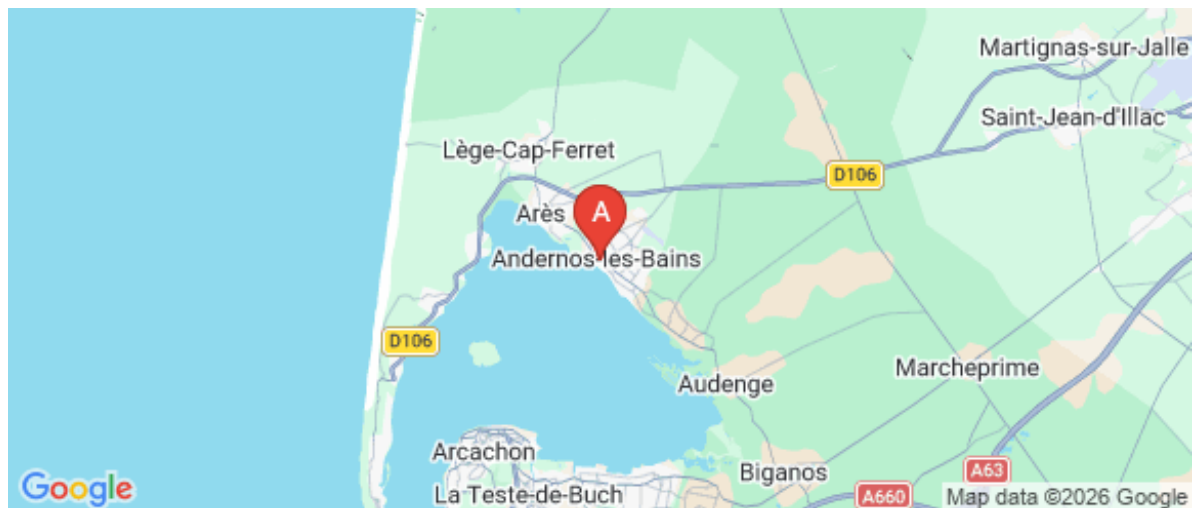 Martignas-sur-Jalle
Saint-Jean-d'Illac
Lège-Cap-Ferret
D106
Arès
A
Andernos-les-Bains
D106
Marcheprime
Audenge
Arcachon
Biganos
A63
La Teste-de-Buch
A660
Google
Map data ©2026 Google